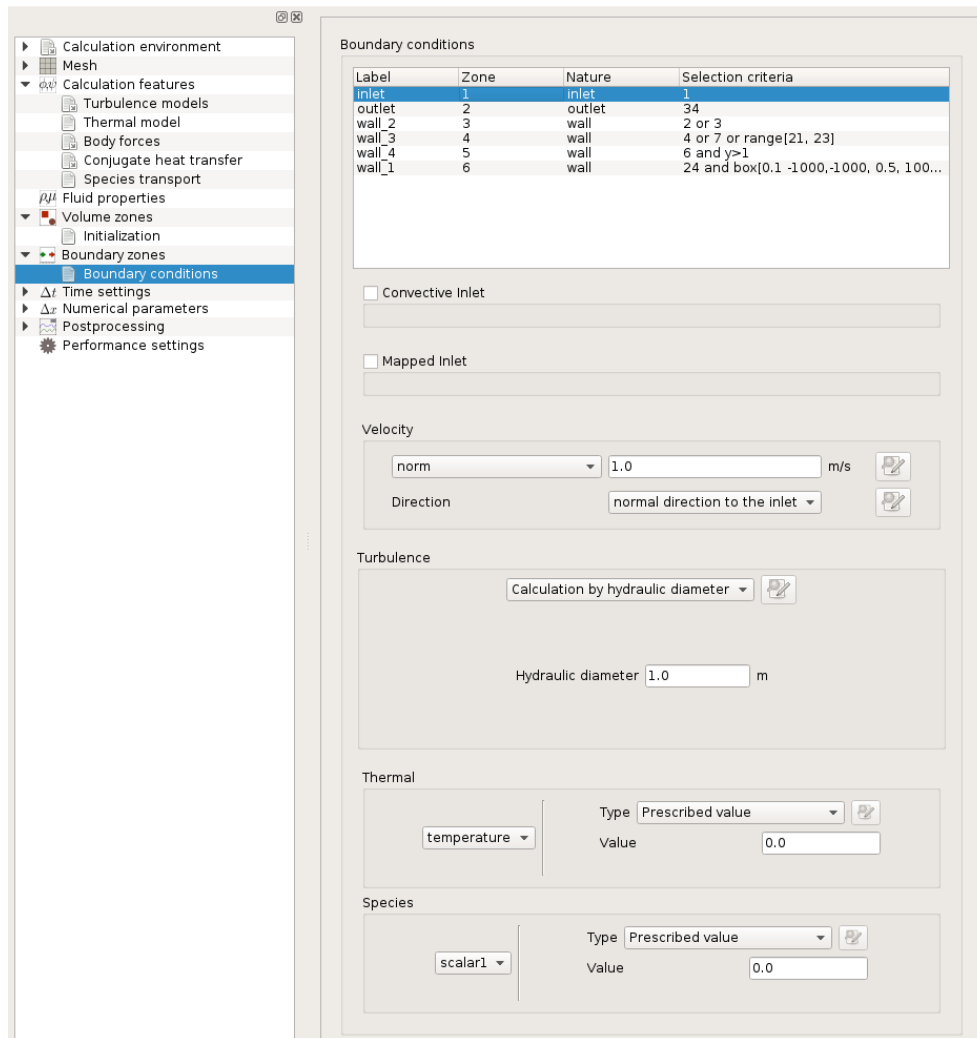 Calculation environment
Mesh
ϕ,ψ Calculation features
Turbulence models
Thermal model
Body forces
Conjugate heat transfer
Species transport
ρ,μ Fluid properties
Volume zones
Initialization
Boundary zones
Boundary conditions
Δt Time settings
Δx Numerical parameters
Postprocessing
Performance settings
Boundary conditions
Label Zone Nature Selection criteria
inlet 1 inlet 1
outlet 2 outlet 34
wall_2 3 wall 2 or 3
wall_3 4 wall 4 or 7 or range[21, 23]
wall_4 5 wall 6 and y>1
wall_1 6 wall 24 and box[0.1 -1000,-1000, 0.5, 100...
Convective Inlet
Mapped Inlet
Velocity
norm 1.0 m/s
Direction normal direction to the inlet
Turbulence
Calculation by hydraulic diameter
Hydraulic diameter 1.0 m
Thermal
Type Prescribed value
temperature
Value 0.0
Species
Type Prescribed value
scalar1
Value 0.0